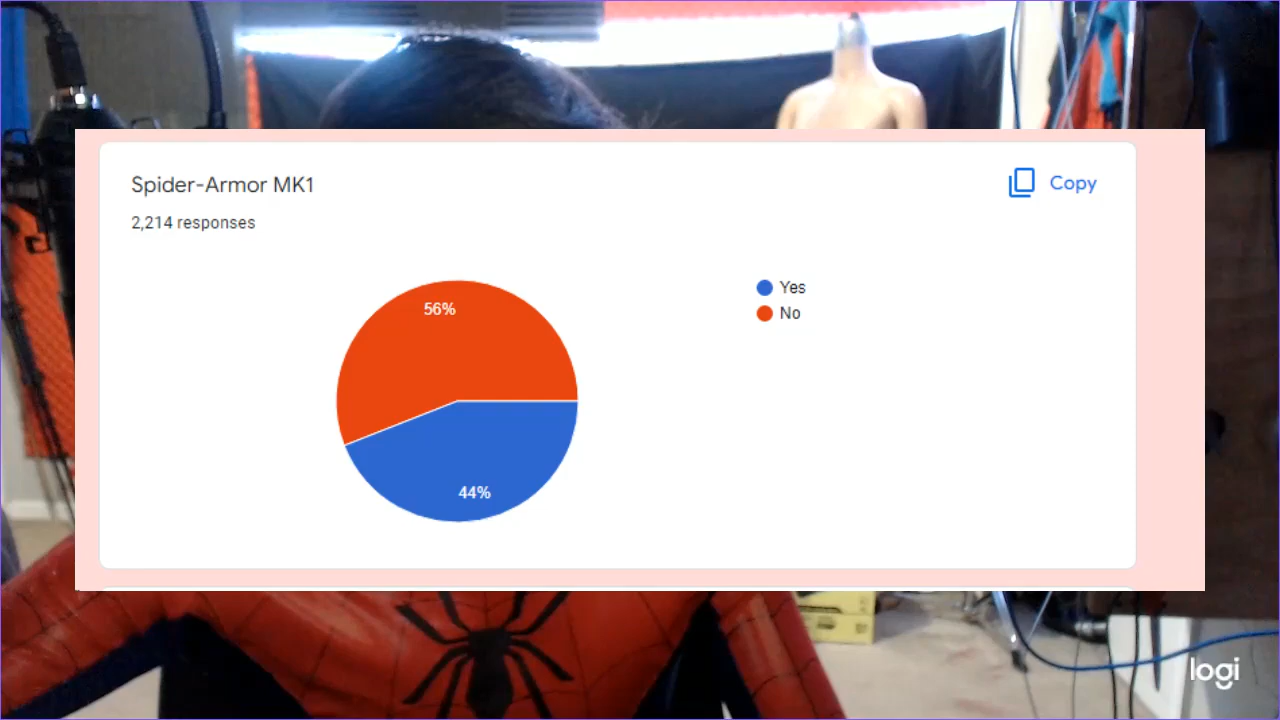 Spider-Armor MK1
Copy
2,214 responses
Yes
No
56%
44%
logi